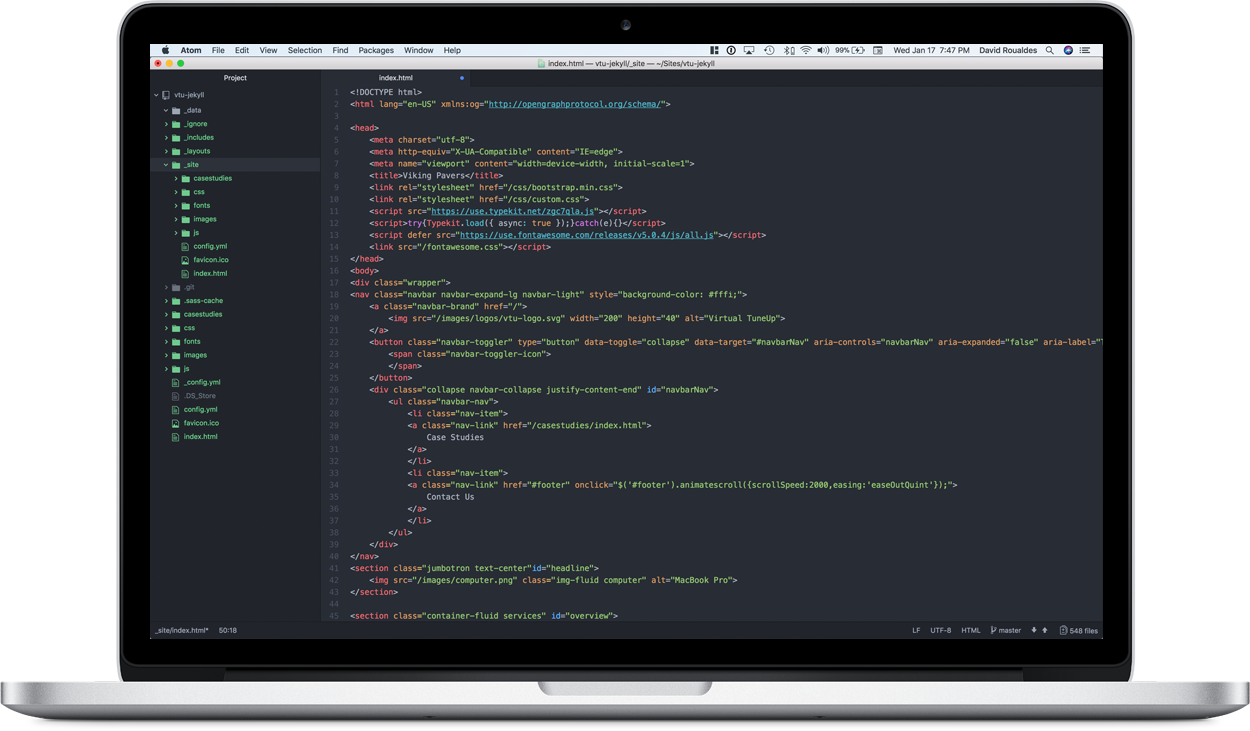 Atom File Edit View Selection Find Packages Window Help 99% Wed Jan 17 7:47 PM David Roualdes
index.html — vtu-jekyll/_site — ~/Sites/vtu-jekyll
Project
vtu-jekyll
_data
_ignore
_includes
_layouts
_site
casestudies
css
fonts
images
js
config.yml
favicon.ico
index.html
.git
.sass-cache
casestudies
css
fonts
images
js
_config.yml
.DS_Store
config.yml
favicon.ico
index.html
index.html
1 <!DOCTYPE html>
2 <html lang="en-US" xmlns:og="http://opengraphprotocol.org/schema/">
3
4 <head>
5 <meta charset="utf-8">
6 <meta http-equiv="X-UA-Compatible" content="IE=edge">
7 <meta name="viewport" content="width=device-width, initial-scale=1">
8 <title>Viking Pavers</title>
9 <link rel="stylesheet" href="/css/bootstrap.min.css">
10 <link rel="stylesheet" href="/css/custom.css">
11 <script src="https://use.typekit.net/zgc7qla.js"></script>
12 <script>try{Typekit.load({ async: true });}catch(e){}</script>
13 <script defer src="https://use.fontawesome.com/releases/v5.0.4/js/all.js"></script>
14 <link src="/fontawesome.css"></script>
15 </head>
16 <body>
17 <div class="wrapper">
18 <nav class="navbar navbar-expand-lg navbar-light" style="background-color: #fffi;">
19 <a class="navbar-brand" href="/">
20 <img src="/images/logos/vtu-logo.svg" width="200" height="40" alt="Virtual TuneUp">
21 </a>
22 <button class="navbar-toggler" type="button" data-toggle="collapse" data-target="#navbarNav" aria-controls="navbarNav" aria-expanded="false" aria-label="
23 <span class="navbar-toggler-icon">
24 </span>
25 </button>
26 <div class="collapse navbar-collapse justify-content-end" id="navbarNav">
27 <ul class="navbar-nav">
28 <li class="nav-item">
29 <a class="nav-link" href="/casestudies/index.html">
30 Case Studies
31 </a>
32 </li>
33 <li class="nav-item">
34 <a class="nav-link" href="#footer" onclick="$('#footer').animatescroll({scrollSpeed:2000,easing:'easeOutQuint'});">
35 Contact Us
36 </a>
37 </li>
38 </ul>
39 </div>
40 </nav>
41 <section class="jumbotron text-center"id="headline">
42 <img src="/images/computer.png" class="img-fluid computer" alt="MacBook Pro">
43 </section>
44
45 <section class="container-fluid services" id="overview">
_site/index.html* 50:18 LF UTF-8 HTML master 548 files